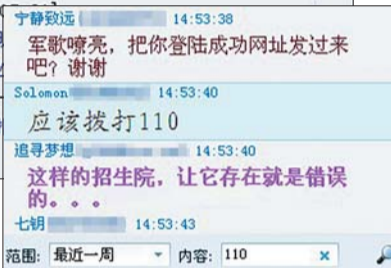 宁静致远 14:53:38
军歌嘹亮，把你登陆成功网址发过来
吧？谢谢
Solomon 14:53:40
应该拨打110
追寻梦想 14:53:40
这样的招生院，让它存在就是错误
的。。。
七钥 14:53:43
范围: 最近一周 内容: 110